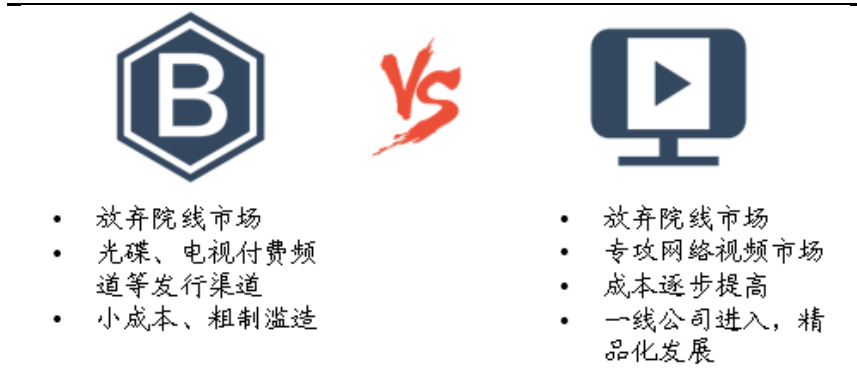 B
VS
• 放弃院线市场
• 光碟、电视付费频
道等发行渠道
• 小成本、粗制滥造
• 放弃院线市场
• 专攻网络视频市场
• 成本逐步提高
• 一线公司进入，精
品化发展